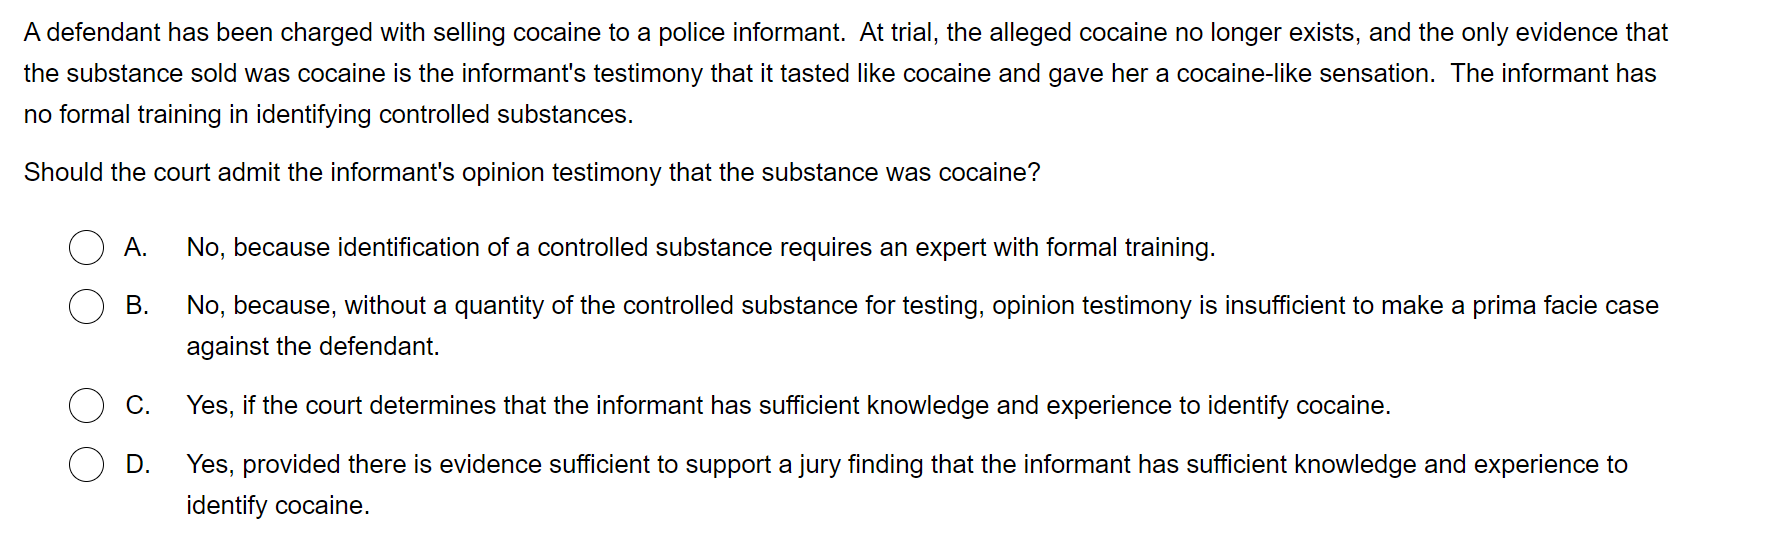 A defendant has been charged with selling cocaine to a police informant.  At trial, the alleged cocaine no longer exists, and the only evidence that
the substance sold was cocaine is the informant's testimony that it tasted like cocaine and gave her a cocaine-like sensation.  The informant has
no formal training in identifying controlled substances.
Should the court admit the informant's opinion testimony that the substance was cocaine?
A. No, because identification of a controlled substance requires an expert with formal training.
B. No, because, without a quantity of the controlled substance for testing, opinion testimony is insufficient to make a prima facie case
against the defendant.
C. Yes, if the court determines that the informant has sufficient knowledge and experience to identify cocaine.
D. Yes, provided there is evidence sufficient to support a jury finding that the informant has sufficient knowledge and experience to
identify cocaine.